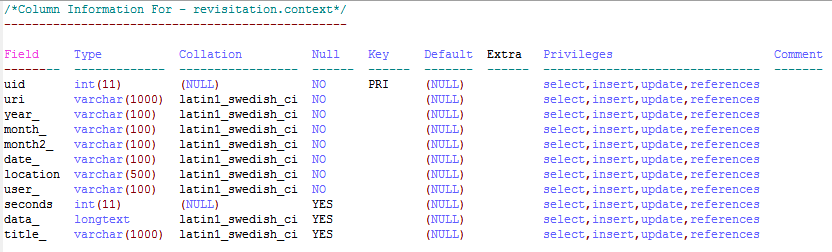 /*Column Information For - revisitation.context*/
-------------------------------------------------
Field     Type           Collation          Null    Key     Default  Extra   Privileges                       Comment
--------  -------------  -----------------  ------  ------  -------  ------  -------------------------------  -------
uid       int(11)        (NULL)             NO      PRI     (NULL)           select,insert,update,references
uri       varchar(1000)  latin1_swedish_ci  NO              (NULL)           select,insert,update,references
year_     varchar(100)   latin1_swedish_ci  NO              (NULL)           select,insert,update,references
month_    varchar(100)   latin1_swedish_ci  NO              (NULL)           select,insert,update,references
month2_   varchar(100)   latin1_swedish_ci  NO              (NULL)           select,insert,update,references
date_     varchar(100)   latin1_swedish_ci  NO              (NULL)           select,insert,update,references
location  varchar(500)   latin1_swedish_ci  NO              (NULL)           select,insert,update,references
user_     varchar(100)   latin1_swedish_ci  NO              (NULL)           select,insert,update,references
seconds   int(11)        (NULL)             YES             (NULL)           select,insert,update,references
data_     longtext       latin1_swedish_ci  YES             (NULL)           select,insert,update,references
title_    varchar(1000)  latin1_swedish_ci  YES             (NULL)           select,insert,update,references